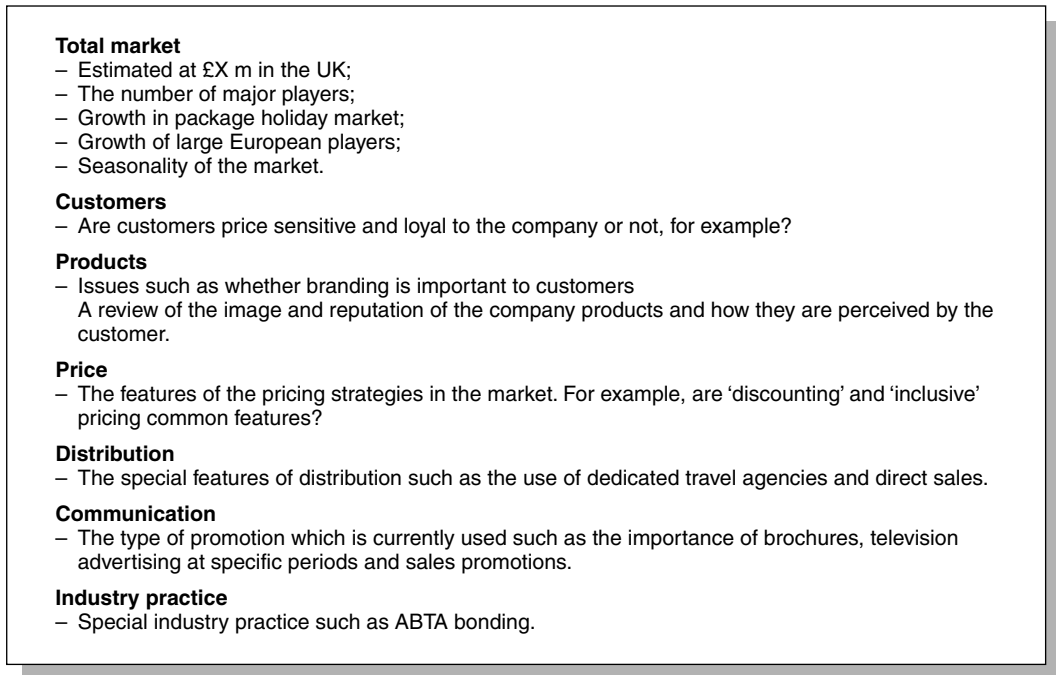 Total market
– Estimated at £X m in the UK;
– The number of major players;
– Growth in package holiday market;
– Growth of large European players;
– Seasonality of the market.
Customers
– Are customers price sensitive and loyal to the company or not, for example?
Products
– Issues such as whether branding is important to customers
A review of the image and reputation of the company products and how they are perceived by the
customer.
Price
– The features of the pricing strategies in the market. For example, are ‘discounting’ and ‘inclusive’
pricing common features?
Distribution
– The special features of distribution such as the use of dedicated travel agencies and direct sales.
Communication
– The type of promotion which is currently used such as the importance of brochures, television
advertising at specific periods and sales promotions.
Industry practice
– Special industry practice such as ABTA bonding.